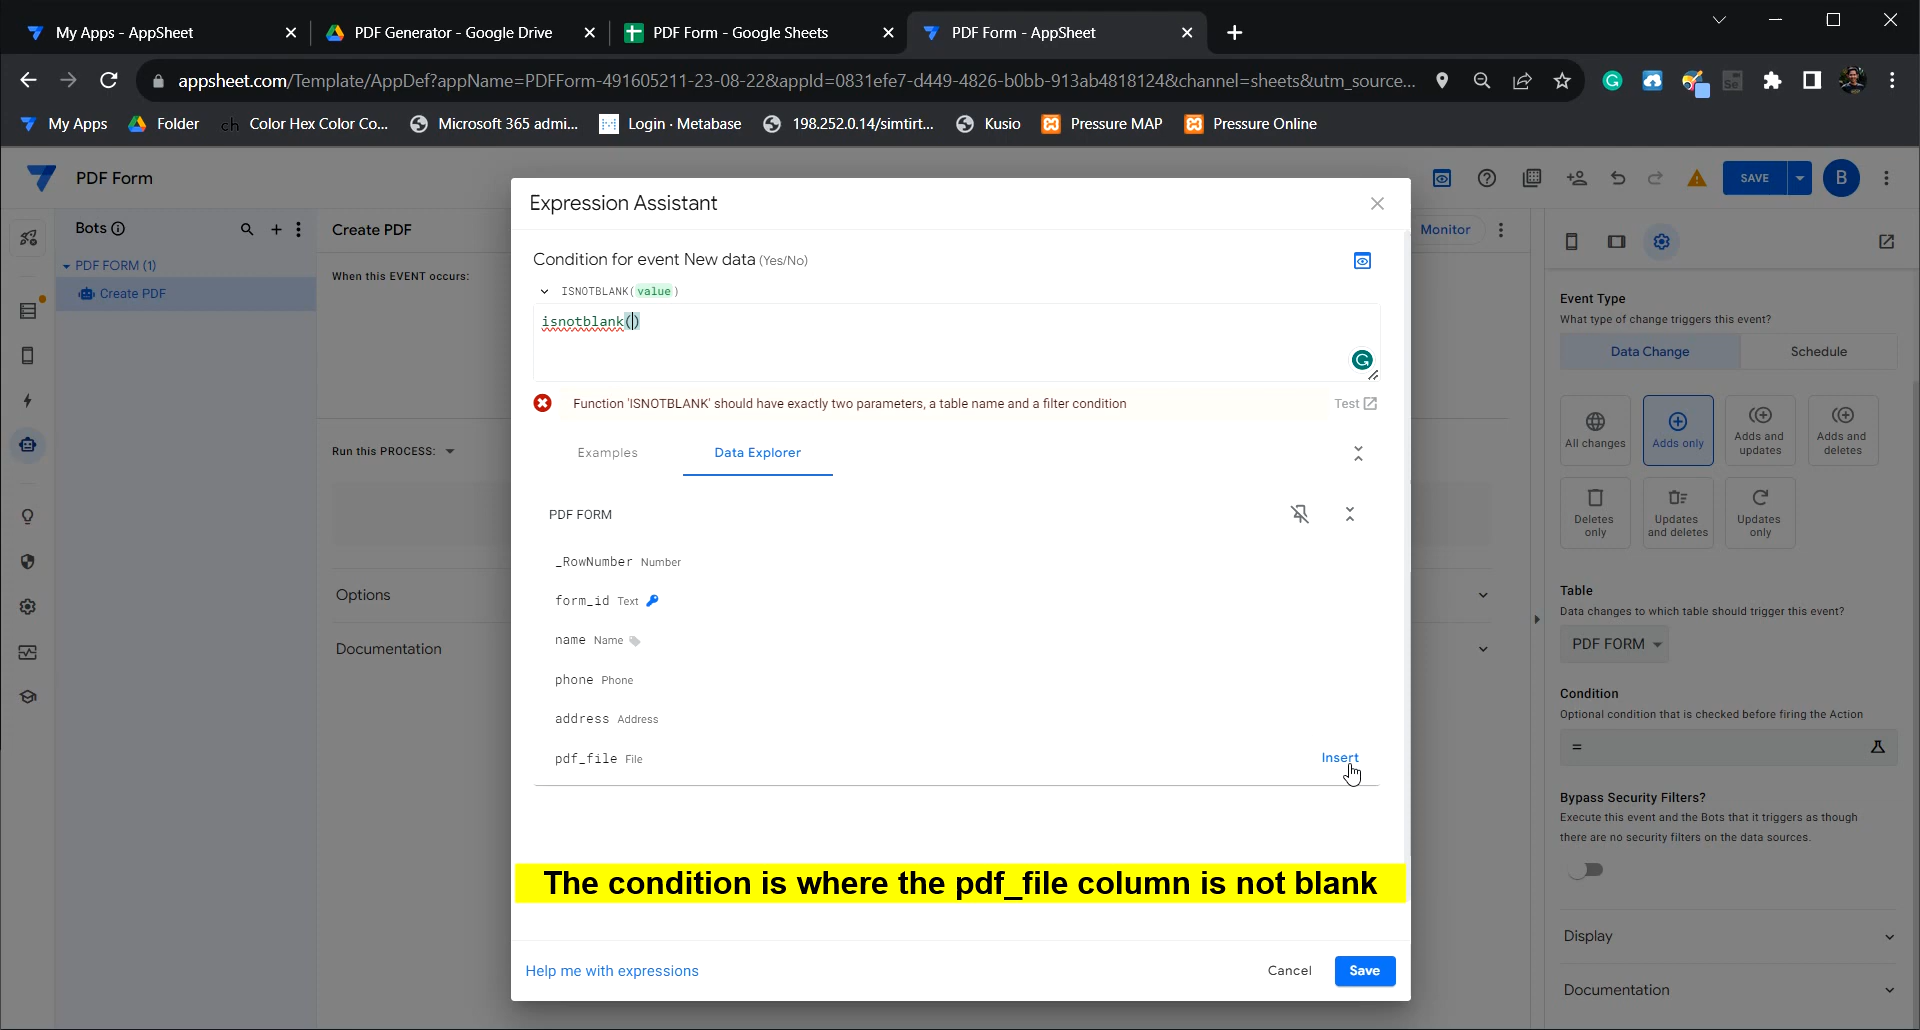 My Apps - AppSheet
PDF Generator - Google Drive
PDF Form - Google Sheets
PDF Form - AppSheet
appsheet.com/Template/AppDef?appName=PDFForm-491605211-23-08-22&appId=0831efe7-d449-4826-b0bb-913ab4818124&channel=sheets&utm_source...
My Apps
Folder
ch Color Hex Color Co...
Microsoft 365 admi...
Login · Metabase
198.252.0.14/simtirt...
Kusio
Pressure MAP
Pressure Online
PDF Form
SAVE
B
Bots
PDF FORM (1)
Create PDF
Create PDF
When this EVENT occurs:
Run this PROCESS:
Options
Documentation
Monitor
Expression Assistant
Condition for event New data (Yes/No)
ISNOTBLANK( value )
isnotblank()
Function 'ISNOTBLANK' should have exactly two parameters, a table name and a filter condition
Test
Examples
Data Explorer
PDF FORM
_RowNumber Number
form_id Text
name Name
phone Phone
address Address
pdf_file File
Insert
The condition is where the pdf_file column is not blank
Help me with expressions
Cancel
Save
Event Type
What type of change triggers this event?
Data Change
Schedule
All changes
Adds only
Adds and
updates
Adds and
deletes
Deletes
only
Updates
and deletes
Updates
only
Table
Data changes to which table should trigger this event?
PDF FORM
Condition
Optional condition that is checked before firing the Action
=
Bypass Security Filters?
Execute this event and the Bots that it triggers as though
there are no security filters on the data sources.
Display
Documentation